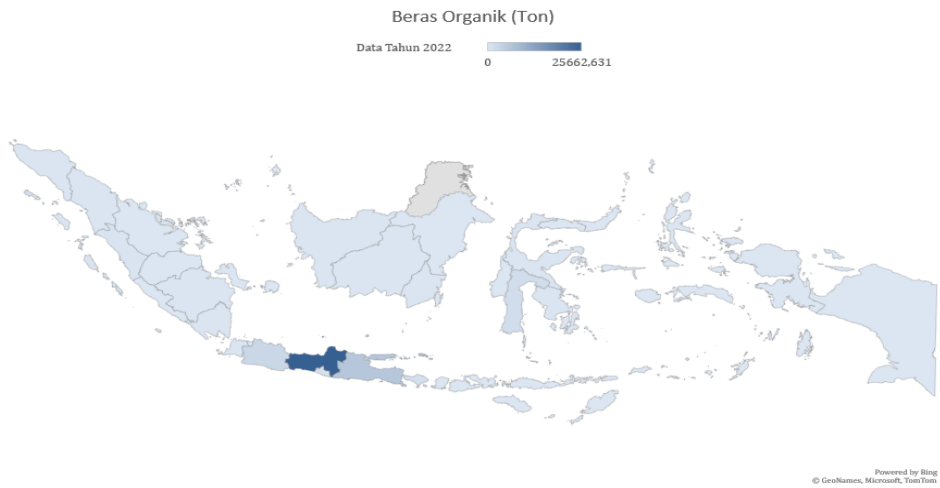 Beras Organik (Ton)
Data Tahun 2022
0 25662,631
Powered by Bing
© GeoNames, Microsoft, TomTom